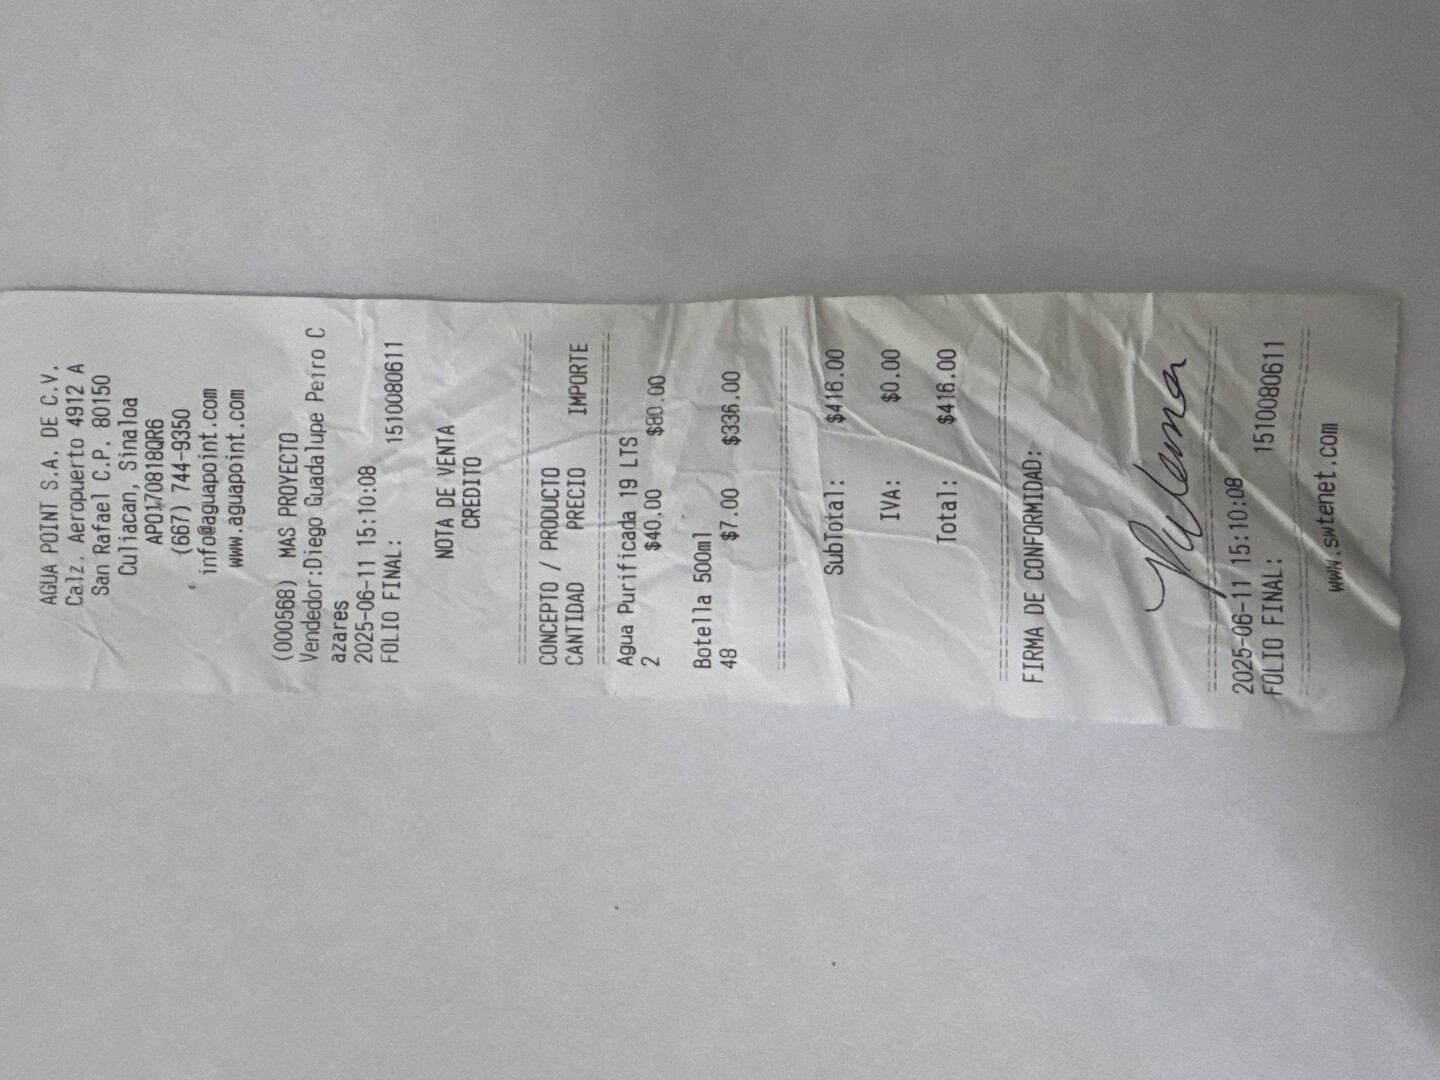 AGUA POINT S.A. DE C.V.
Calz. Aeropuerto 4912 A
San Rafael C.P. 80150
Culiacan, Sinaloa
APO170818QR6
(667) 744-9350
info@aguapoint.com
www.aguapoint.com
(000568) MAS PROYECTO
Vendedor:Diego Guadalupe Peiro C
azares
2025-06-11 15:10:08
FOLIO FINAL: 1510080611
NOTA DE VENTA
CREDITO
CONCEPTO / PRODUCTO
CANTIDAD PRECIO IMPORTE
Agua Purificada 19 LTS
2 $40.00 $80.00
Botella 500ml
48 $7.00 $336.00
SubTotal: $416.00
IVA: $0.00
Total: $416.00
FIRMA DE CONFORMIDAD:
2025-06-11 15:10:08
FOLIO FINAL: 1510080611
www.swtenet.com